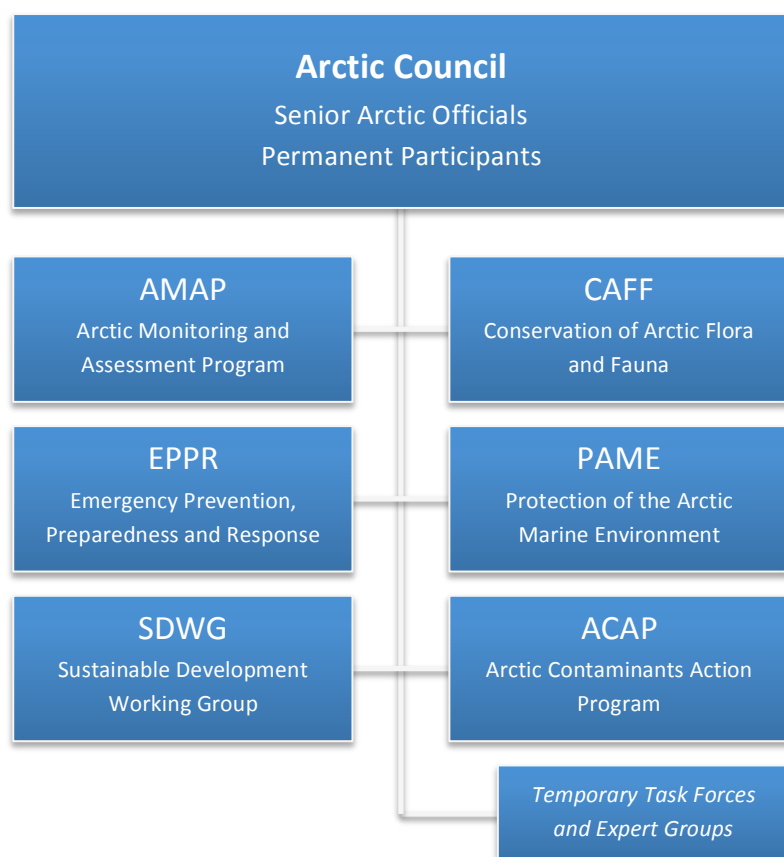 Arctic Council
Senior Arctic Officials
Permanent Participants
AMAP
Arctic Monitoring and
Assessment Program
CAFF
Conservation of Arctic Flora
and Fauna
EPPR
Emergency Prevention,
Preparedness and Response
PAME
Protection of the Arctic
Marine Environment
SDWG
Sustainable Development
Working Group
ACAP
Arctic Contaminants Action
Program
Temporary Task Forces
and Expert Groups